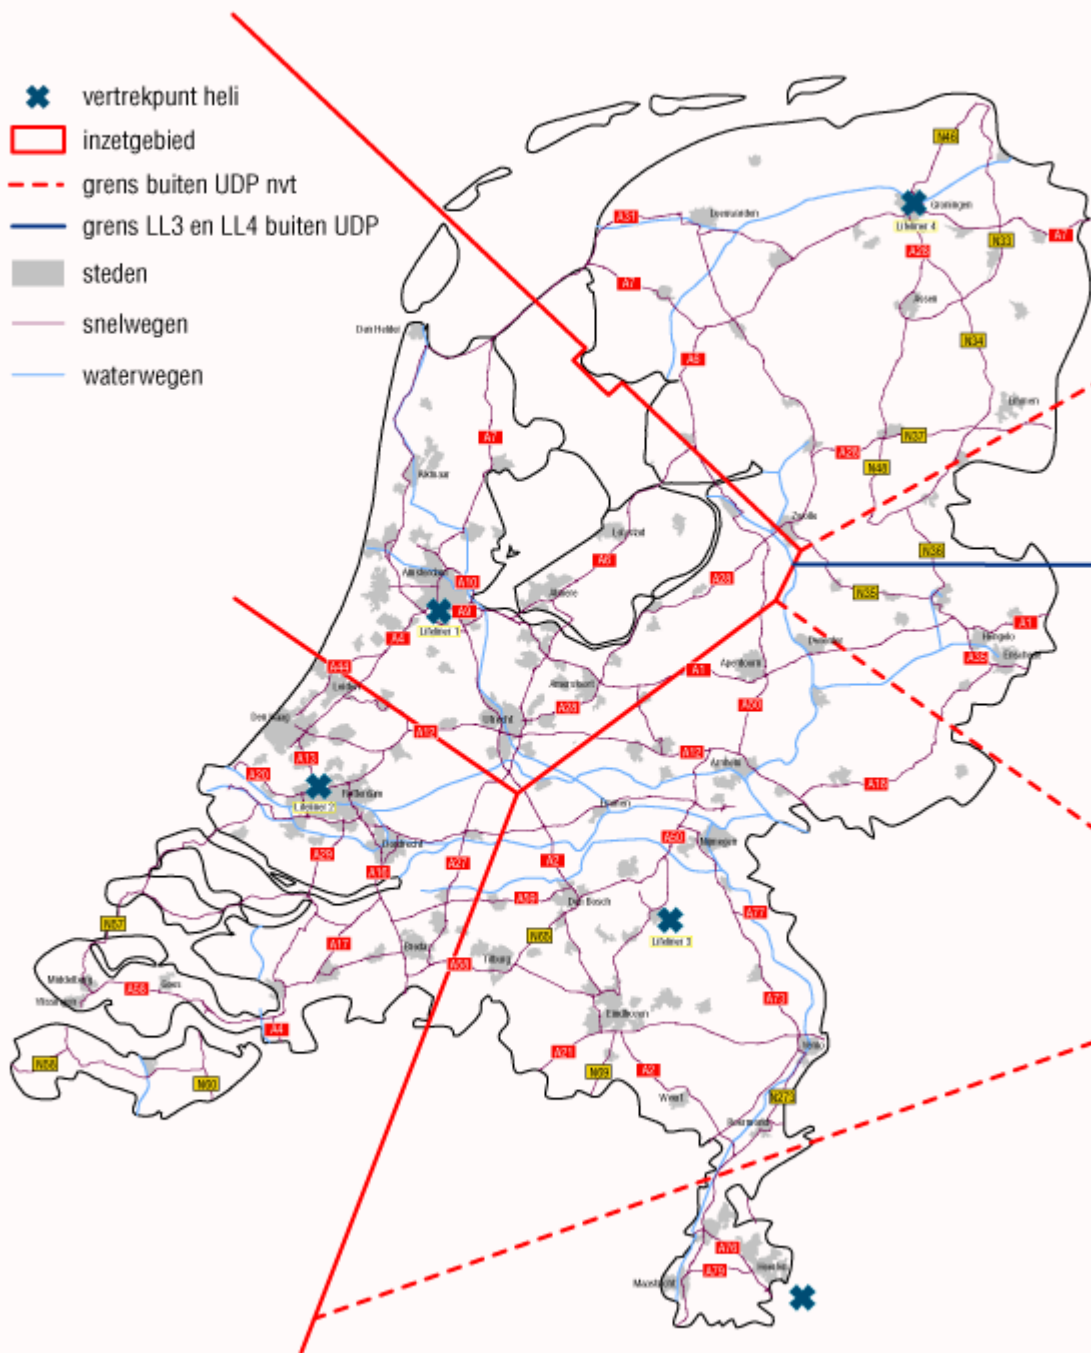 vertrekpunt heli
inzetgebied
grens buiten UDP nvt
grens LL3 en LL4 buiten UDP
steden
snelwegen
waterwegen
N46
Groningen
Lifeliner 4
A31
Leeuwarden
A7
N33
A28
A7
Assen
Den Helder
N34
A6
Emmen
A7
N37
A28
N48
Alkmaar
Zwolle
Lelystad
N36
Amsterdam
A6
A10
A28
Almere
N35
A9
Lifeliner 1
A4
A1
Deventer
Hengelo
Enschede
A35
A44
Apeldoorn
A1
Leiden
Amersfoort
A50
A28
Den Haag
Utrecht
A12
A12
A13
Arnhem
A20
A18
Rotterdam
Lifeliner 2
Nijmegen
A50
Dordrecht
A29
A27
A2
A16
A59
Den Bosch
A77
N57
Lifeliner 3
N65
A17
Breda
Tilburg
A58
Middelburg
Goes
A58
Vlissingen
A73
Eindhoven
A4
Venlo
A21
N58
N69
A2
N60
Weert
N273
Roermond
A76
Heerlen
A79
Maastricht